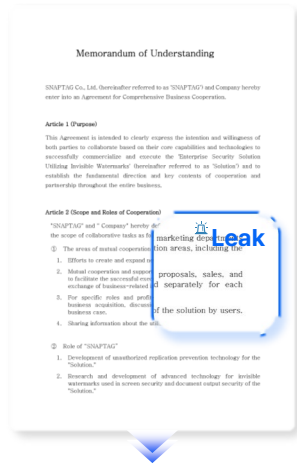 Memorandum of Understanding
SNAPTAG Co., Ltd. (hereinafter referred to as 'SNAPTAG') and Company hereby
enter into an Agreement for Comprehensive Business Cooperation.
Article 1 (Purpose)
This Agreement is intended to clearly express the intention and willingness of
both parties to collaborate based on their core capabilities and technologies to
successfully commercialize and execute the 'Enterprise Security Solution
Utilizing Invisible Watermarks' (hereinafter referred to as 'Solution') and to
establish the fundamental direction and key contents of cooperation and
partnership throughout the entire business.
Article 2 (Scope and Roles of Cooperation)
"SNAPTAG" and " Company" hereby
the scope of collaborative tasks as
① The areas of mutual cooperation
1. Efforts to create and expand
2. Mutual cooperation and support
to facilitate the successful
exchange of business-related
3. For specific roles and
business acquisition,
business case.
4. Sharing information about the
marketing
Leak
areas, including the
proposals, sales, and
d separately for each
of the solution by users.
② Role of "SNAPTAG"
1. Development of unauthorized replication prevention technology for the
"Solution."
2. Research and development of advanced technology for invisible
watermarks used in screen security and document output security of the
"Solution."